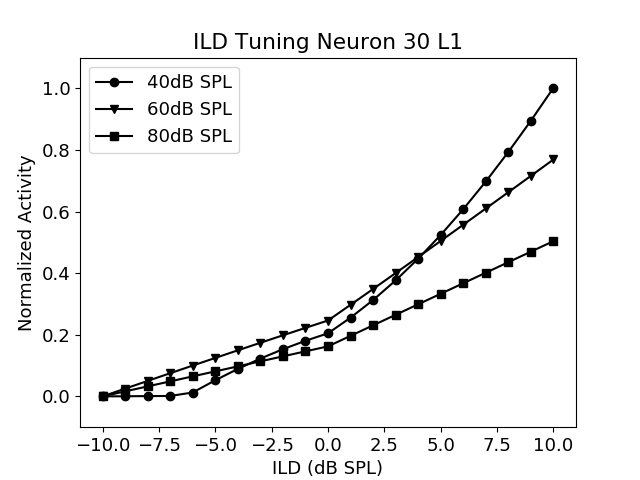 ILD Tuning Neuron 30 L1
40dB SPL
60dB SPL
80dB SPL
Normalized Activity
1.0
0.8
0.6
0.4
0.2
0.0
−10.0 −7.5 −5.0 −2.5 0.0 2.5 5.0 7.5 10.0
ILD (dB SPL)